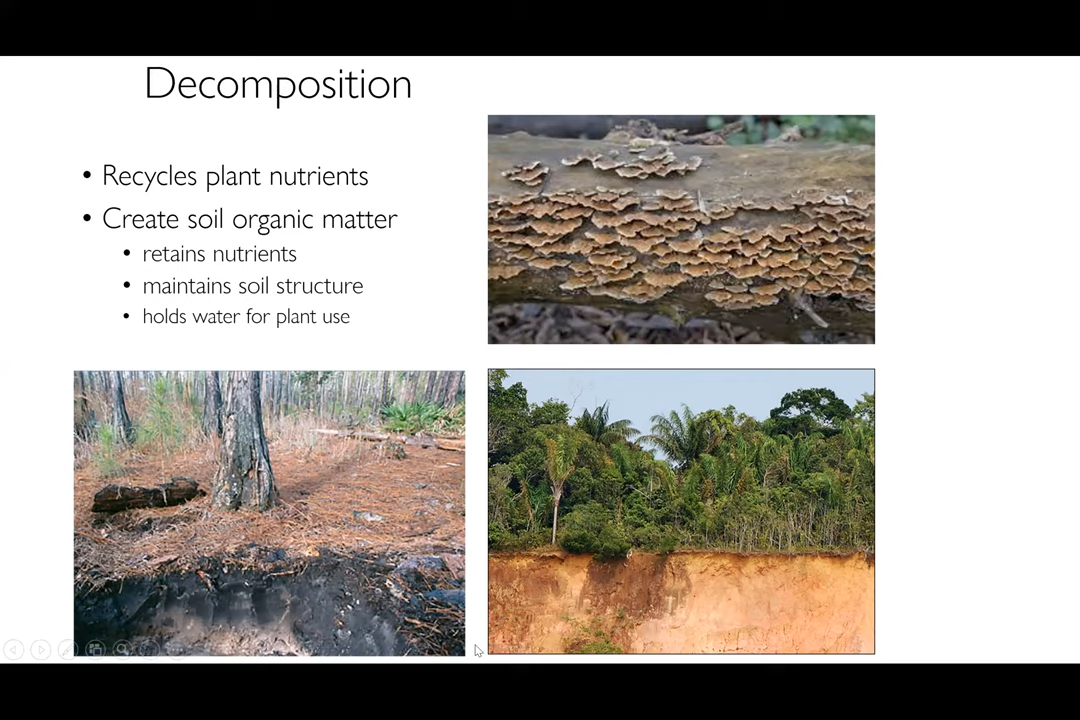 Decomposition
• Recycles plant nutrients
• Create soil organic matter
• retains nutrients
• maintains soil structure
• holds water for plant use